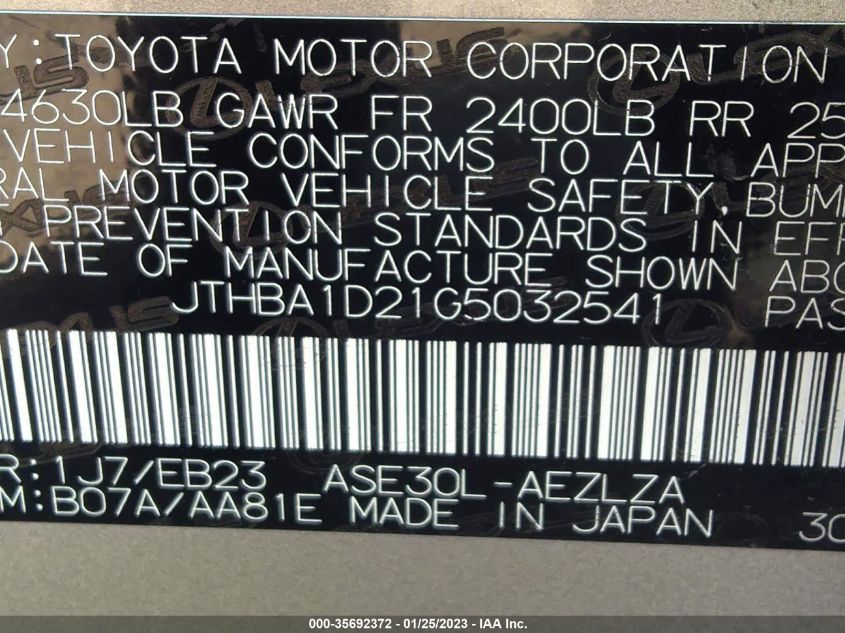 Y:TOYOTA MOTOR CORPORATION
4630LB GAWR FR 2400LB RR 25
VEHICLE CONFORMS TO ALL APP
RAL MOTOR VEHICLE SAFETY, BUM
PREVENTION STANDARDS IN EFF
DATE OF MANUFACTURE SHOWN ABO
JTHBA1D21G5032541 PAS
R:1J7/EB23 ASE30L-AEZLZA
M:B07A/AA81E MADE IN JAPAN 30
000-35692372 — 01/25/2023 — IAA Inc.